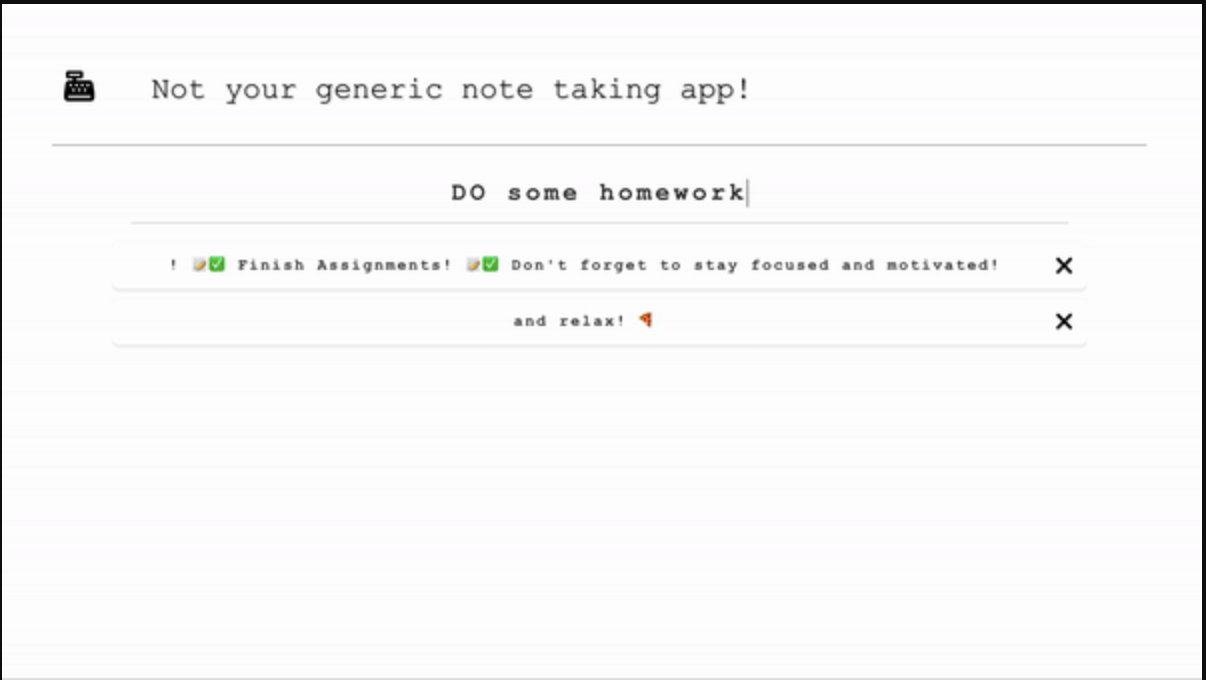 Not your generic note taking app!
DO some homework
! 📝✅ Finish Assignments! 📝✅ Don't forget to stay focused and motivated!
and relax! 🍕